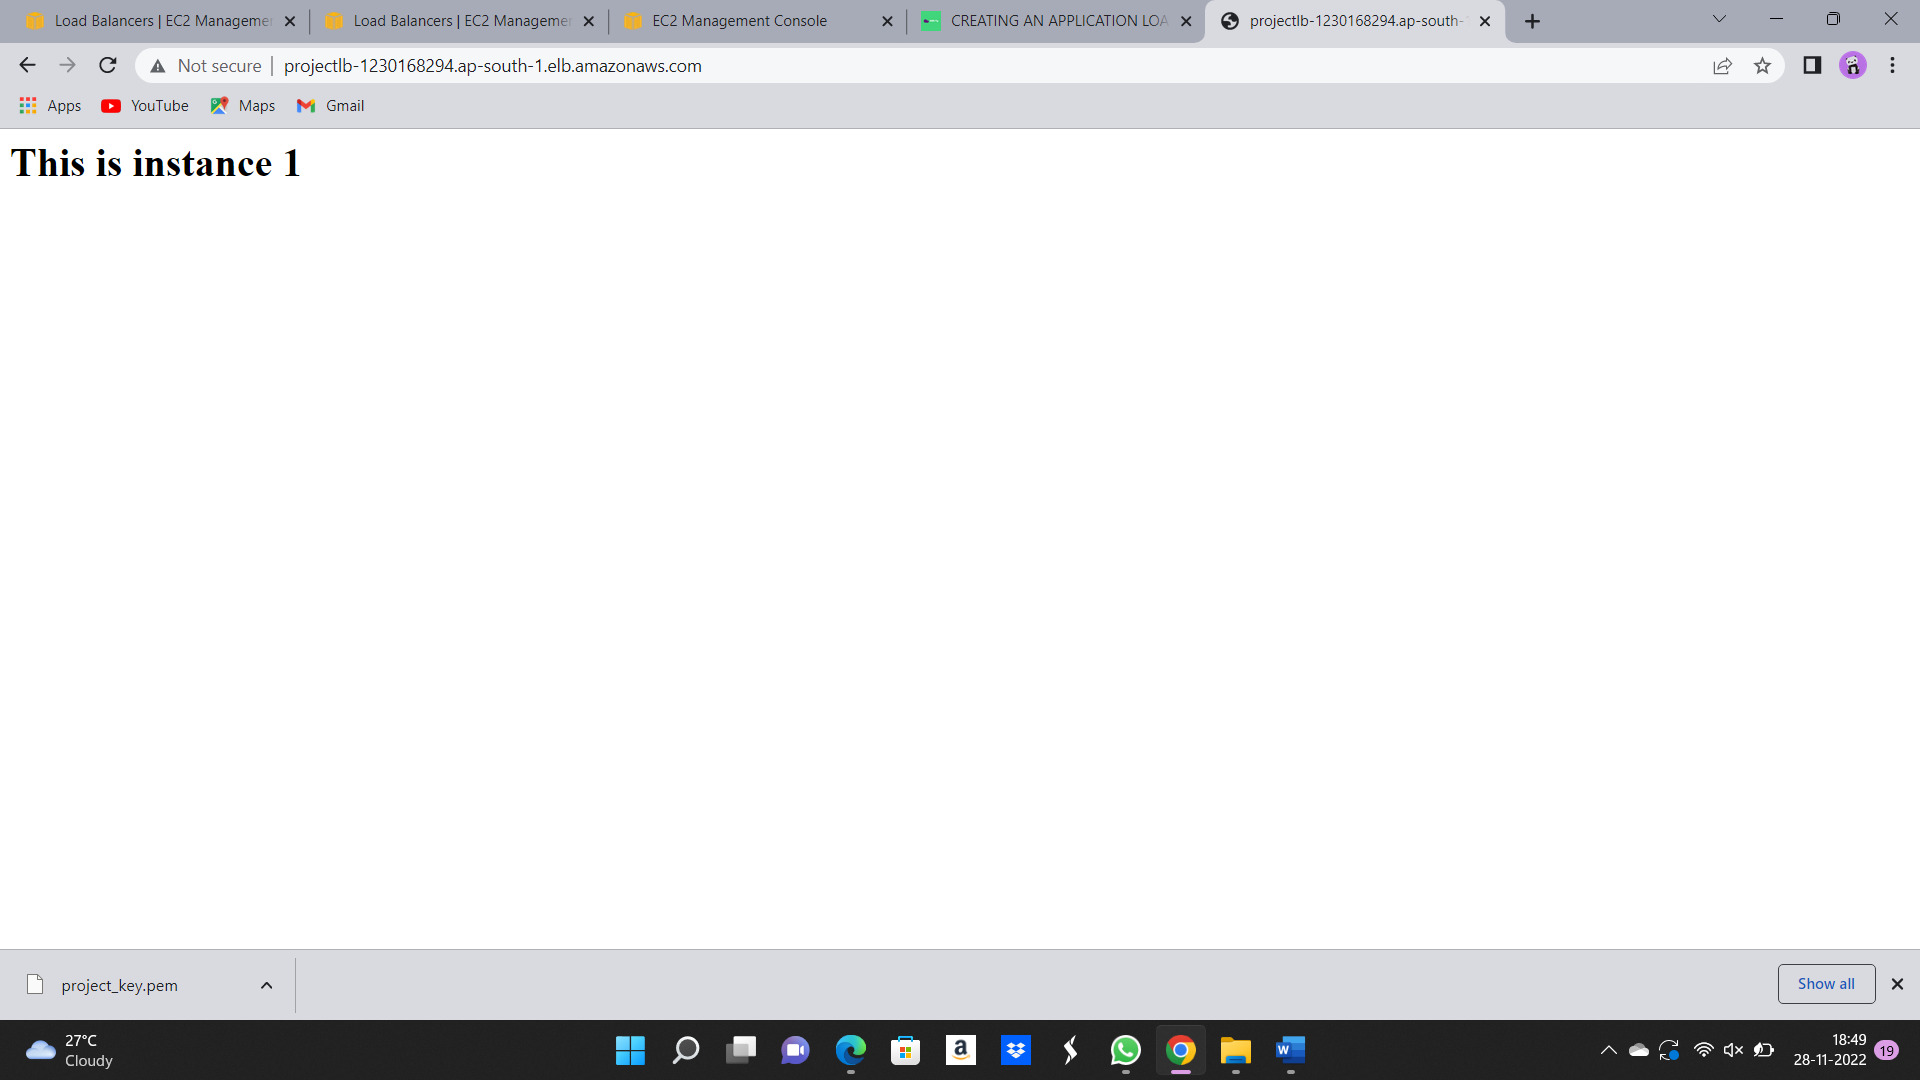 Load Balancers | EC2 Manageme
Load Balancers | EC2 Manageme
EC2 Management Console
CREATING AN APPLICATION LOA
projectlb-1230168294.ap-south-
Not secure
projectlb-1230168294.ap-south-1.elb.amazonaws.com
Apps
YouTube
Maps
Gmail
This is instance 1
project_key.pem
Show all
27°C
Cloudy
18:49
28-11-2022
19